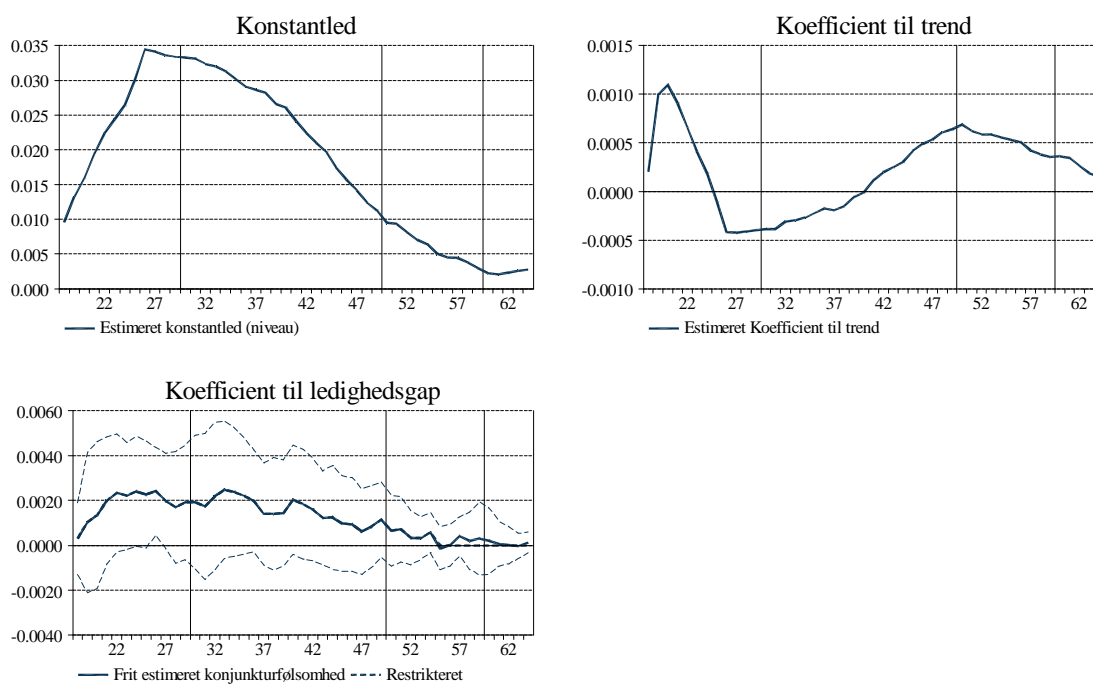 Konstantled
0.035
0.030
0.025
0.020
0.015
0.010
0.005
0.000
22 27 32 37 42 47 52 57 62
Estimeret konstantled (niveau)
Koefficient til trend
0.0015
0.0010
0.0005
0.0000
-0.0005
-0.0010
22 27 32 37 42 47 52 57 62
Estimeret Koefficient til trend
Koefficient til ledighedsgap
0.0060
0.0040
0.0020
0.0000
-0.0020
-0.0040
22 27 32 37 42 47 52 57 62
Frit estimeret konjunkturfølsomhed Restrikteret